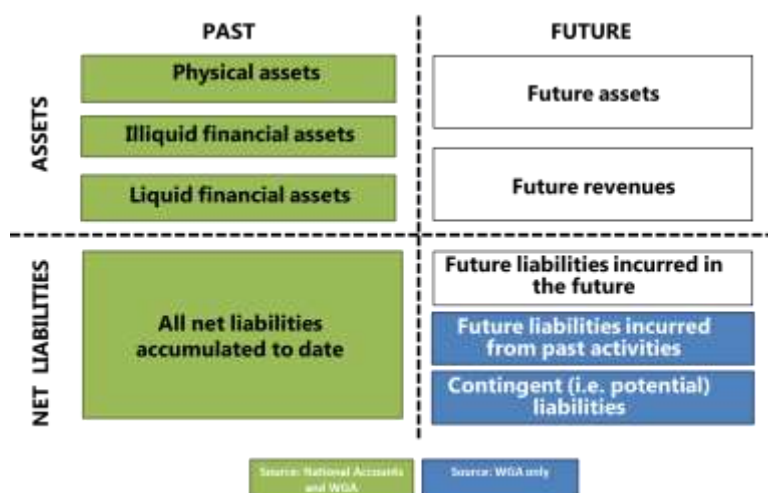 PAST
FUTURE
ASSETS
Physical assets
Illiquid financial assets
Liquid financial assets
Future assets
Future revenues
NET LIABILITIES
All net liabilities
accumulated to date
Future liabilities incurred in
the future
Future liabilities incurred
from past activities
Contingent (i.e. potential)
liabilities
Source: National Accounts
and WGA
Source: WGA only